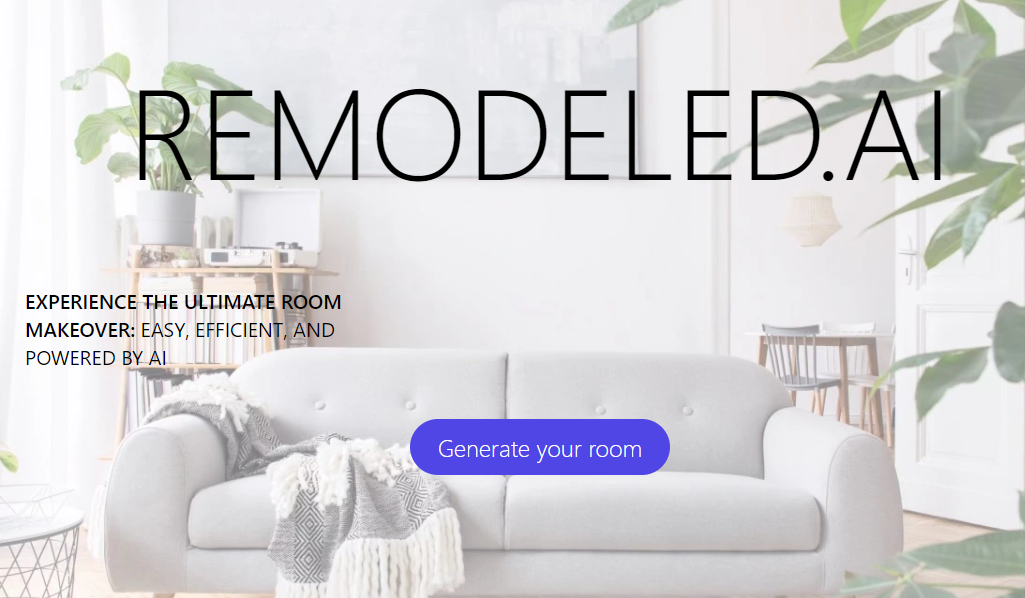 REMODELED.AI
EXPERIENCE THE ULTIMATE ROOM
MAKEOVER: EASY, EFFICIENT, AND
POWERED BY AI
Generate your room